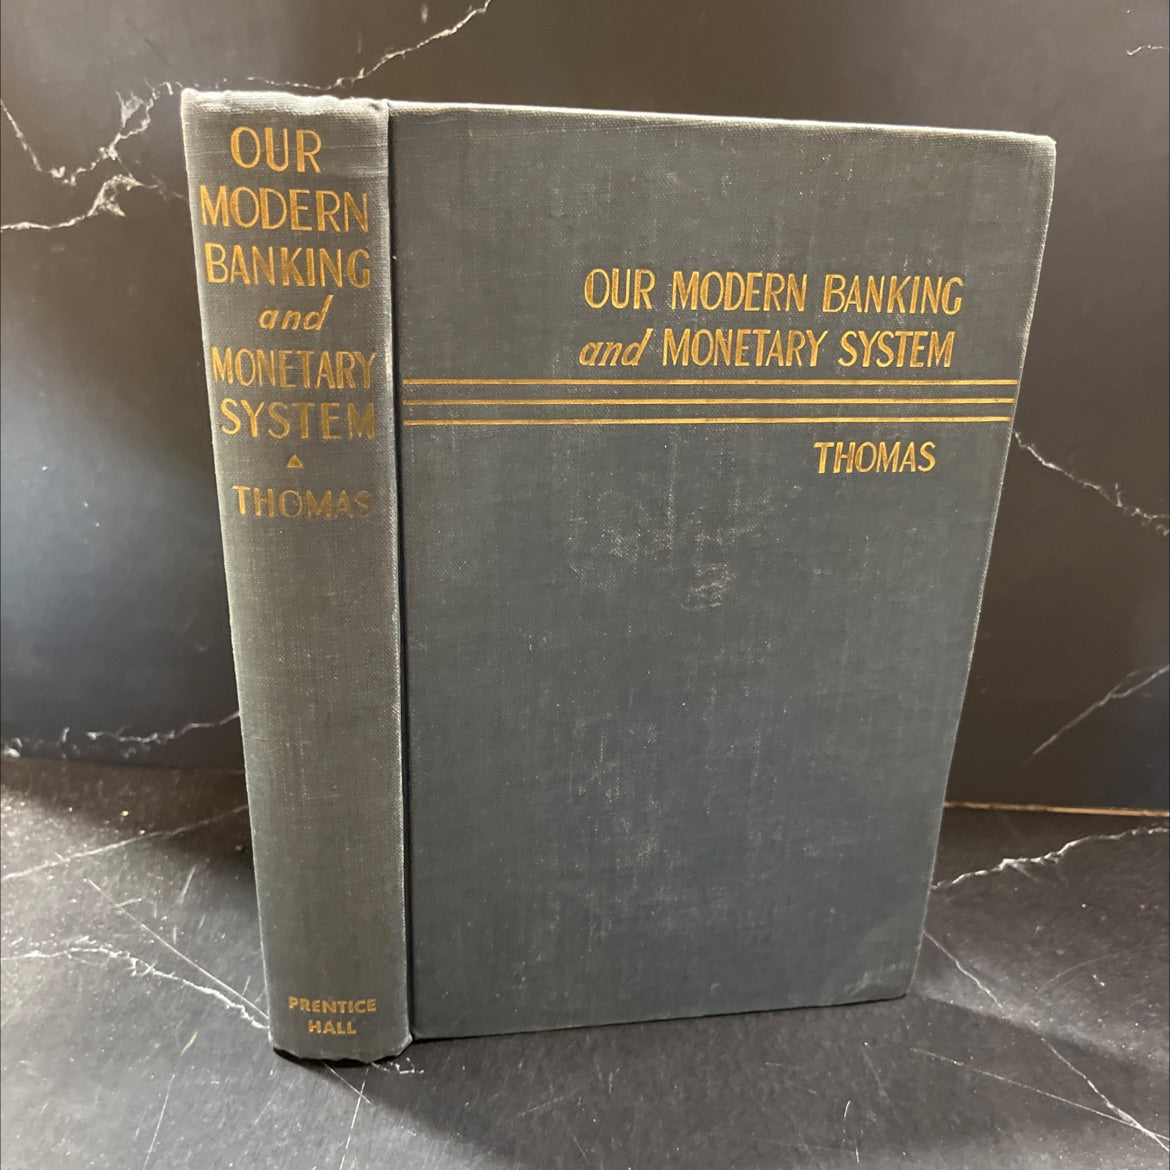 OUR
MODERN
BANKING
and
MONETARY
SYSTEM
THOMAS
PRENTICE
HALL
OUR MODERN BANKING
and MONETARY SYSTEM
THOMAS